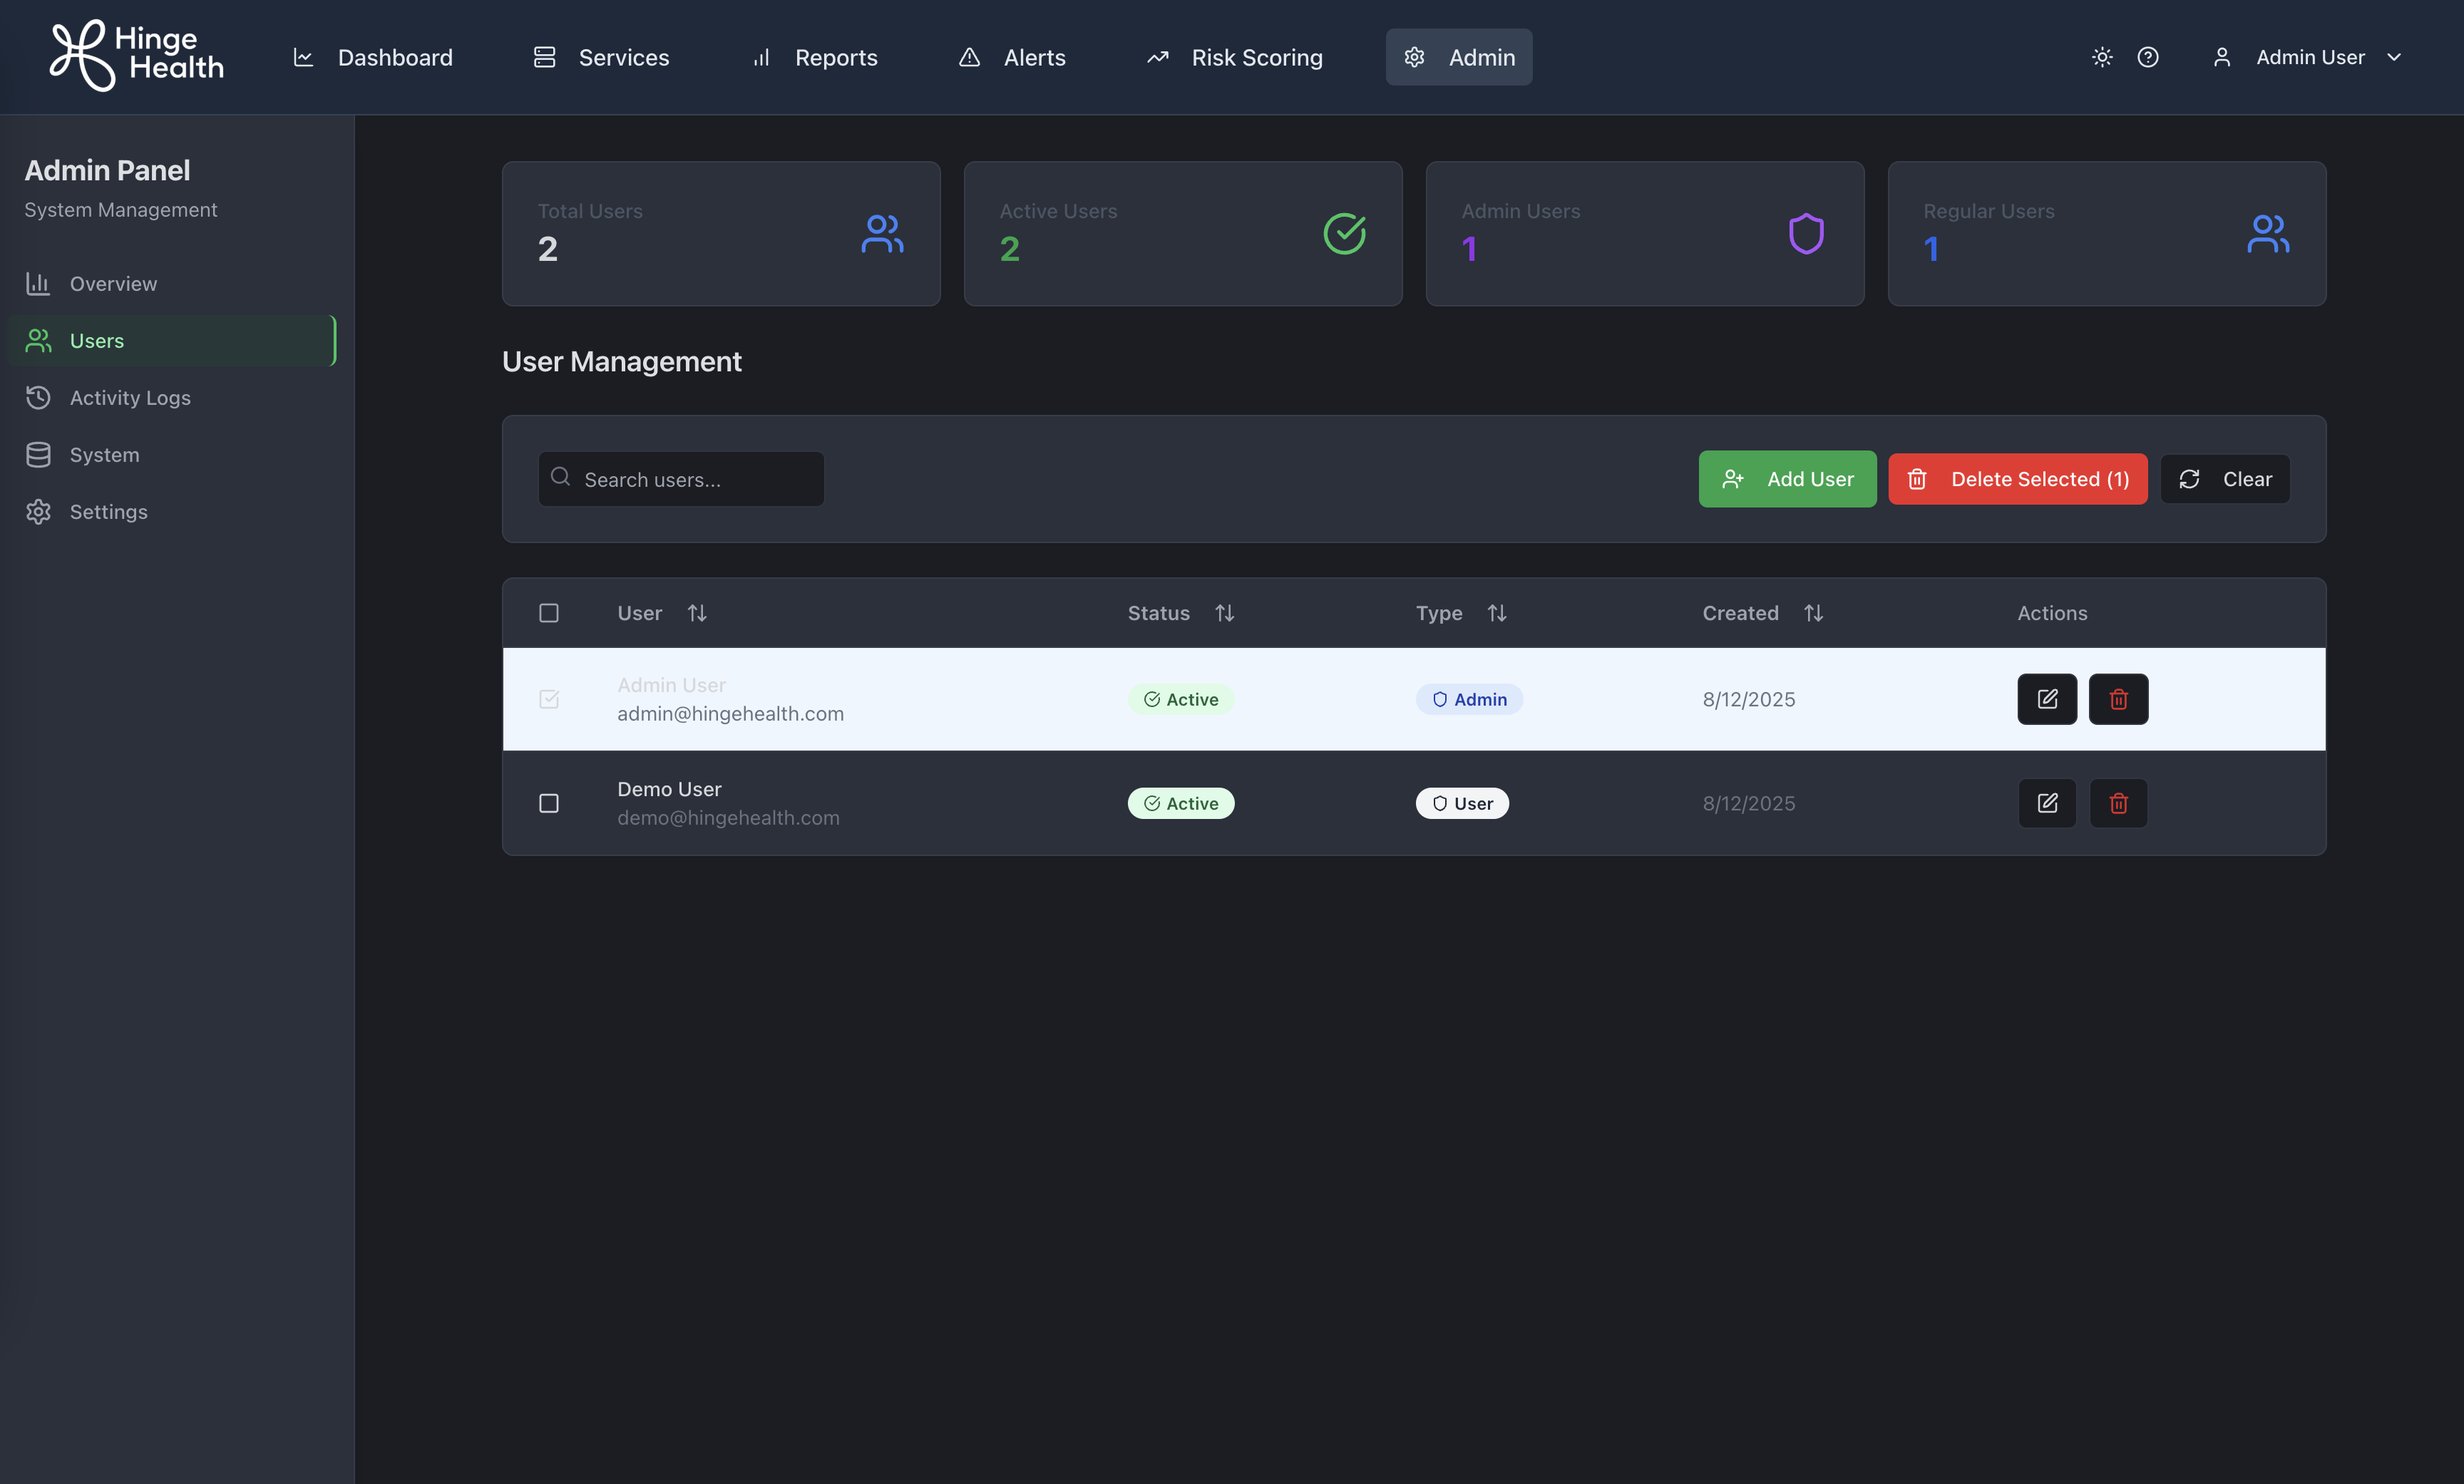 Hinge
Health
Dashboard
Services
Reports
Alerts
Risk Scoring
Admin
Admin User
Admin Panel
System Management
Overview
Users
Activity Logs
System
Settings
Total Users
2
Active Users
2
Admin Users
1
Regular Users
1
User Management
Search users...
Add User
Delete Selected (1)
Clear
User
Status
Type
Created
Actions
Admin User
admin@hingehealth.com
Active
Admin
8/12/2025
Demo User
demo@hingehealth.com
Active
User
8/12/2025